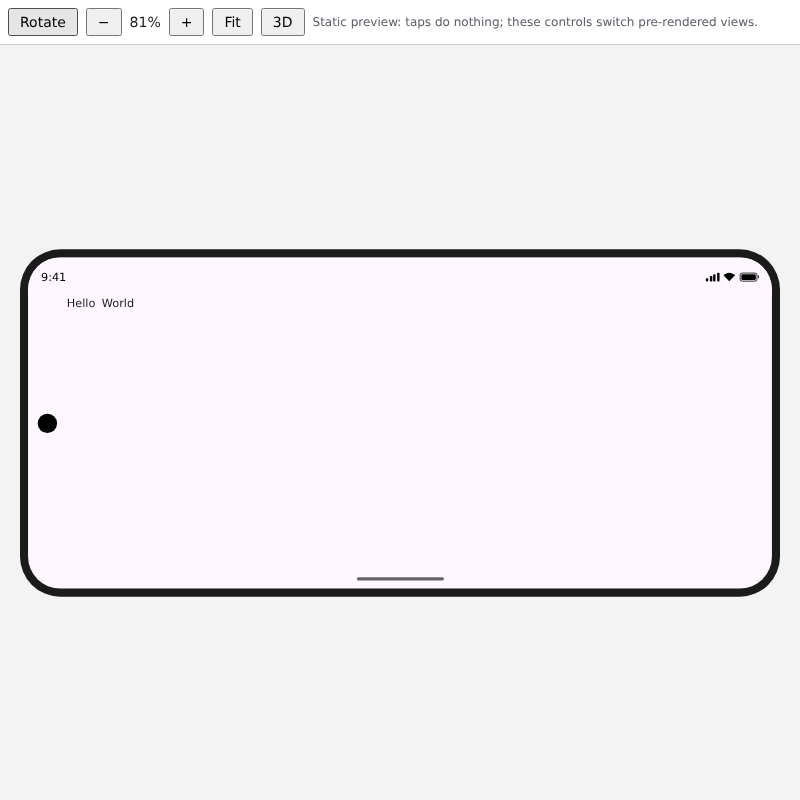 Rotate − 81% + Fit 3D Static preview: taps do nothing; these controls switch pre-rendered views.
9:41
Hello World